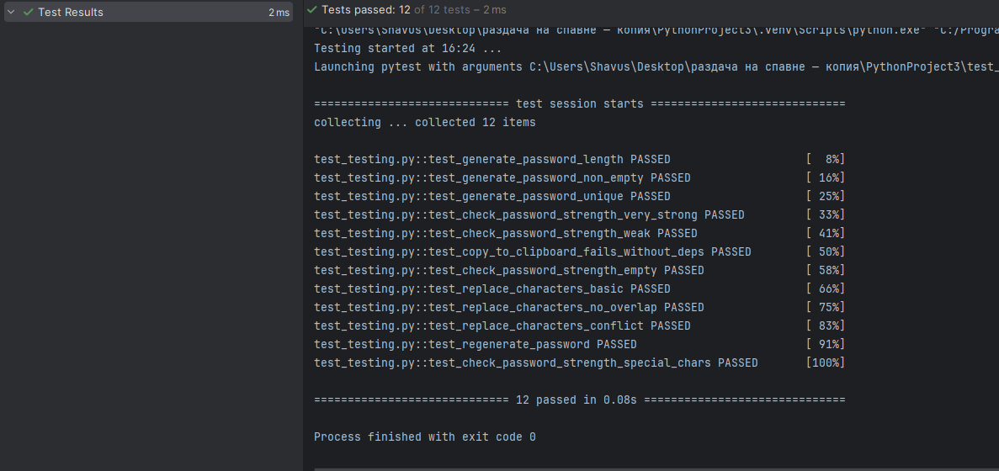 Test Results 2 ms
Tests passed: 12 of 12 tests – 2 ms
"C:\Users\Shavus\Desktop\раздача на спавне — копия\PythonProject3\.venv\Scripts\python.exe" "C:/Progra
Testing started at 16:24 ...
Launching pytest with arguments C:\Users\Shavus\Desktop\раздача на спавне — копия\PythonProject3\test_
============================= test session starts =============================
collecting ... collected 12 items
test_testing.py::test_generate_password_length PASSED [  8%]
test_testing.py::test_generate_password_non_empty PASSED [ 16%]
test_testing.py::test_generate_password_unique PASSED [ 25%]
test_testing.py::test_check_password_strength_very_strong PASSED [ 33%]
test_testing.py::test_check_password_strength_weak PASSED [ 41%]
test_testing.py::test_copy_to_clipboard_fails_without_deps PASSED [ 50%]
test_testing.py::test_check_password_strength_empty PASSED [ 58%]
test_testing.py::test_replace_characters_basic PASSED [ 66%]
test_testing.py::test_replace_characters_no_overlap PASSED [ 75%]
test_testing.py::test_replace_characters_conflict PASSED [ 83%]
test_testing.py::test_regenerate_password PASSED [ 91%]
test_testing.py::test_check_password_strength_special_chars PASSED [100%]
============================= 12 passed in 0.08s ==============================
Process finished with exit code 0